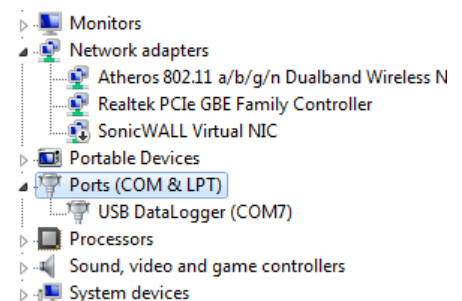 Monitors
Network adapters
Atheros 802.11 a/b/g/n Dualband Wireless N
Realtek PCIe GBE Family Controller
SonicWALL Virtual NIC
Portable Devices
Ports (COM & LPT)
USB DataLogger (COM7)
Processors
Sound, video and game controllers
System devices